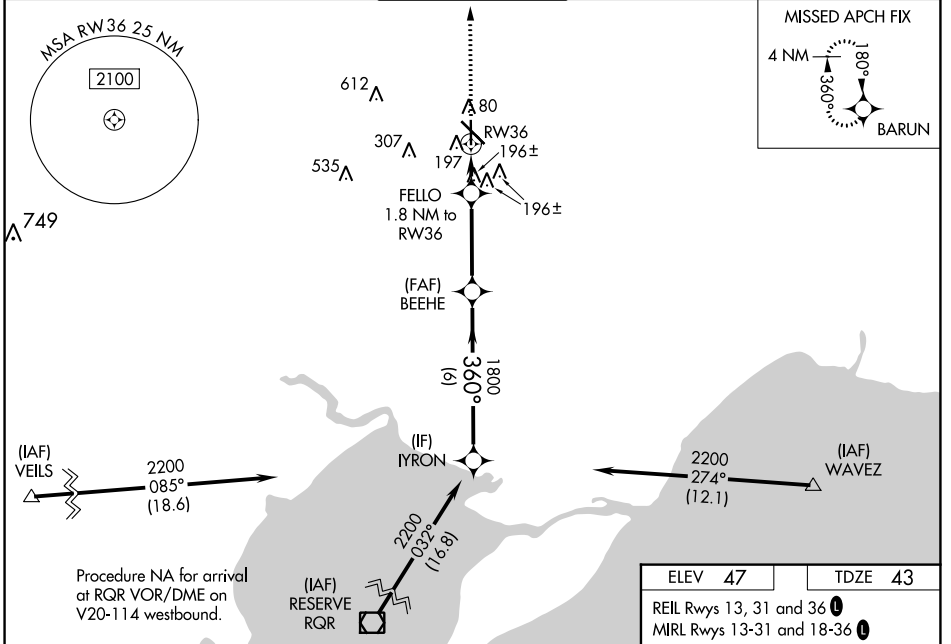 MSA RW36 25 NM
2100
MISSED APCH FIX
4 NM
180°
360°
BARUN
612
80
RW36
307
197
196±
535
196±
FELLO
1.8 NM to
RW36
749
(FAF)
BEEHE
1800
360°
(6)
(IF)
IYRON
(IAF)
VEILS
2200
085°
(18.6)
2200
274°
(12.1)
(IAF)
WAVEZ
2200
032°
(16.8)
Procedure NA for arrival
at RQR VOR/DME on
V20-114 westbound.
(IAF)
RESERVE
RQR
ELEV 47
TDZE 43
REIL Rwys 13, 31 and 36 L
MIRL Rwys 13-31 and 18-36 L